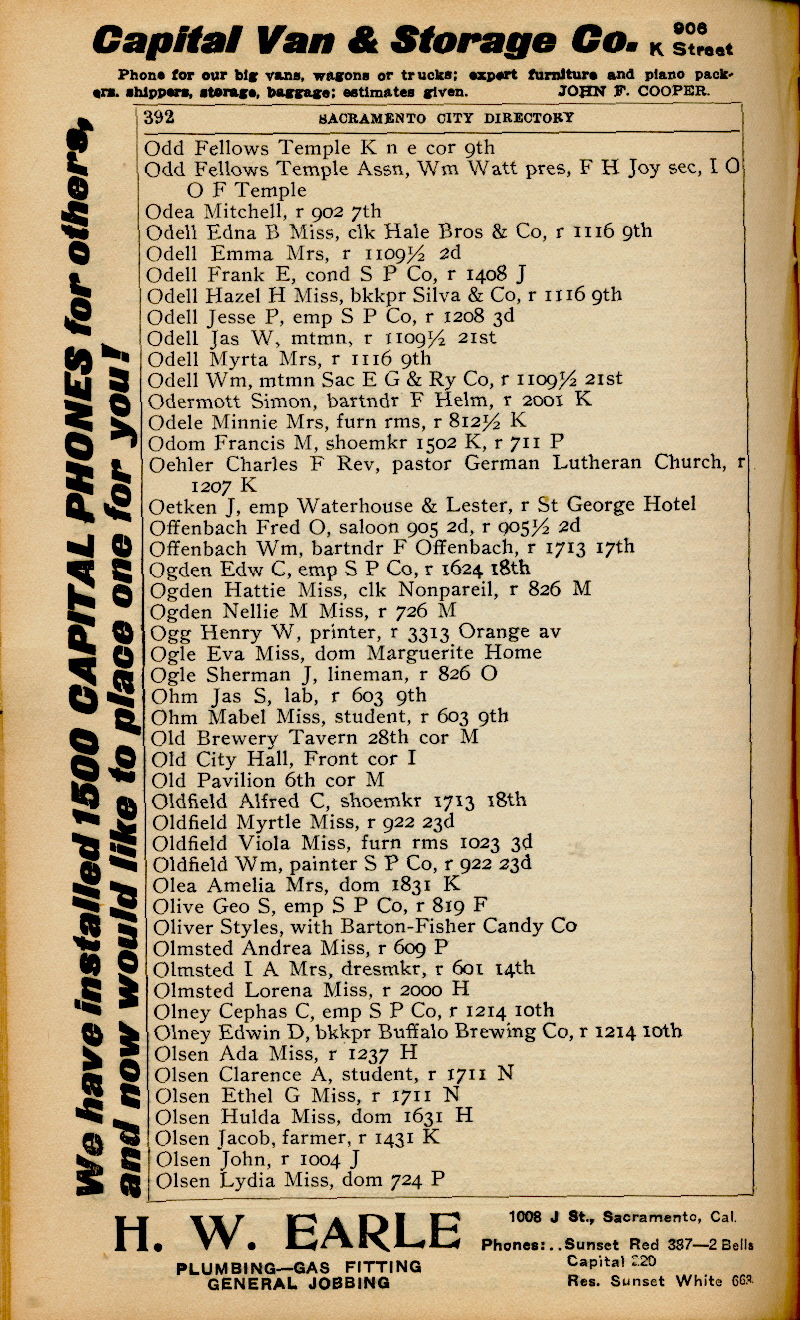 Capital Van & Storage Co. 906 K Street
Phone for our big vans, wagons or trucks; expert furniture and piano pack-
ers. shippers, storage, baggage; estimates given. JOHN F. COOPER.
We have installed 1500 CAPITAL PHONES for others,
and now would like to place one for you!
392 SACRAMENTO CITY DIRECTORY
Odd Fellows Temple K n e cor 9th
Odd Fellows Temple Assn, Wm Watt pres, F H Joy sec, I O
O F Temple
Odea Mitchell, r 902 7th
Odell Edna B Miss, clk Hale Bros & Co, r 1116 9th
Odell Emma Mrs, r 1109½ 2d
Odell Frank E, cond S P Co, r 1408 J
Odell Hazel H Miss, bkkpr Silva & Co, r 1116 9th
Odell Jesse P, emp S P Co, r 1208 3d
Odell Jas W, mtmn, r 1109½ 21st
Odell Myrta Mrs, r 1116 9th
Odell Wm, mtmn Sac E G & Ry Co, r 1109½ 21st
Odermott Simon, bartndr F Helm, r 2001 K
Odele Minnie Mrs, furn rms, r 812½ K
Odom Francis M, shoemkr 1502 K, r 711 P
Oehler Charles F Rev, pastor German Lutheran Church, r
1207 K
Oetken J, emp Waterhouse & Lester, r St George Hotel
Offenbach Fred O, saloon 905 2d, r 905½ 2d
Offenbach Wm, bartndr F Offenbach, r 1713 17th
Ogden Edw C, emp S P Co, r 1624 18th
Ogden Hattie Miss, clk Nonpareil, r 826 M
Ogden Nellie M Miss, r 726 M
Ogg Henry W, printer, r 3313 Orange av
Ogle Eva Miss, dom Marguerite Home
Ogle Sherman J, lineman, r 826 O
Ohm Jas S, lab, r 603 9th
Ohm Mabel Miss, student, r 603 9th
Old Brewery Tavern 28th cor M
Old City Hall, Front cor I
Old Pavilion 6th cor M
Oldfield Alfred C, shoemkr 1713 18th
Oldfield Myrtle Miss, r 922 23d
Oldfield Viola Miss, furn rms 1023 3d
Oldfield Wm, painter S P Co, r 922 23d
Olea Amelia Mrs, dom 1831 K
Olive Geo S, emp S P Co, r 819 F
Oliver Styles, with Barton-Fisher Candy Co
Olmsted Andrea Miss, r 609 P
Olmsted I A Mrs, dresmkr, r 601 14th
Olmsted Lorena Miss, r 2000 H
Olney Cephas C, emp S P Co, r 1214 10th
Olney Edwin D, bkkpr Buffalo Brewing Co, r 1214 10th
Olsen Ada Miss, r 1237 H
Olsen Clarence A, student, r 1711 N
Olsen Ethel G Miss, r 1711 N
Olsen Hulda Miss, dom 1631 H
Olsen Jacob, farmer, r 1431 K
Olsen John, r 1004 J
Olsen Lydia Miss, dom 724 P
H. W. EARLE
PLUMBING—GAS FITTING
GENERAL JOBBING
1008 J St., Sacramento, Cal.
Phones:..Sunset Red 387—2 Bells
Capital
Res. Sunset White